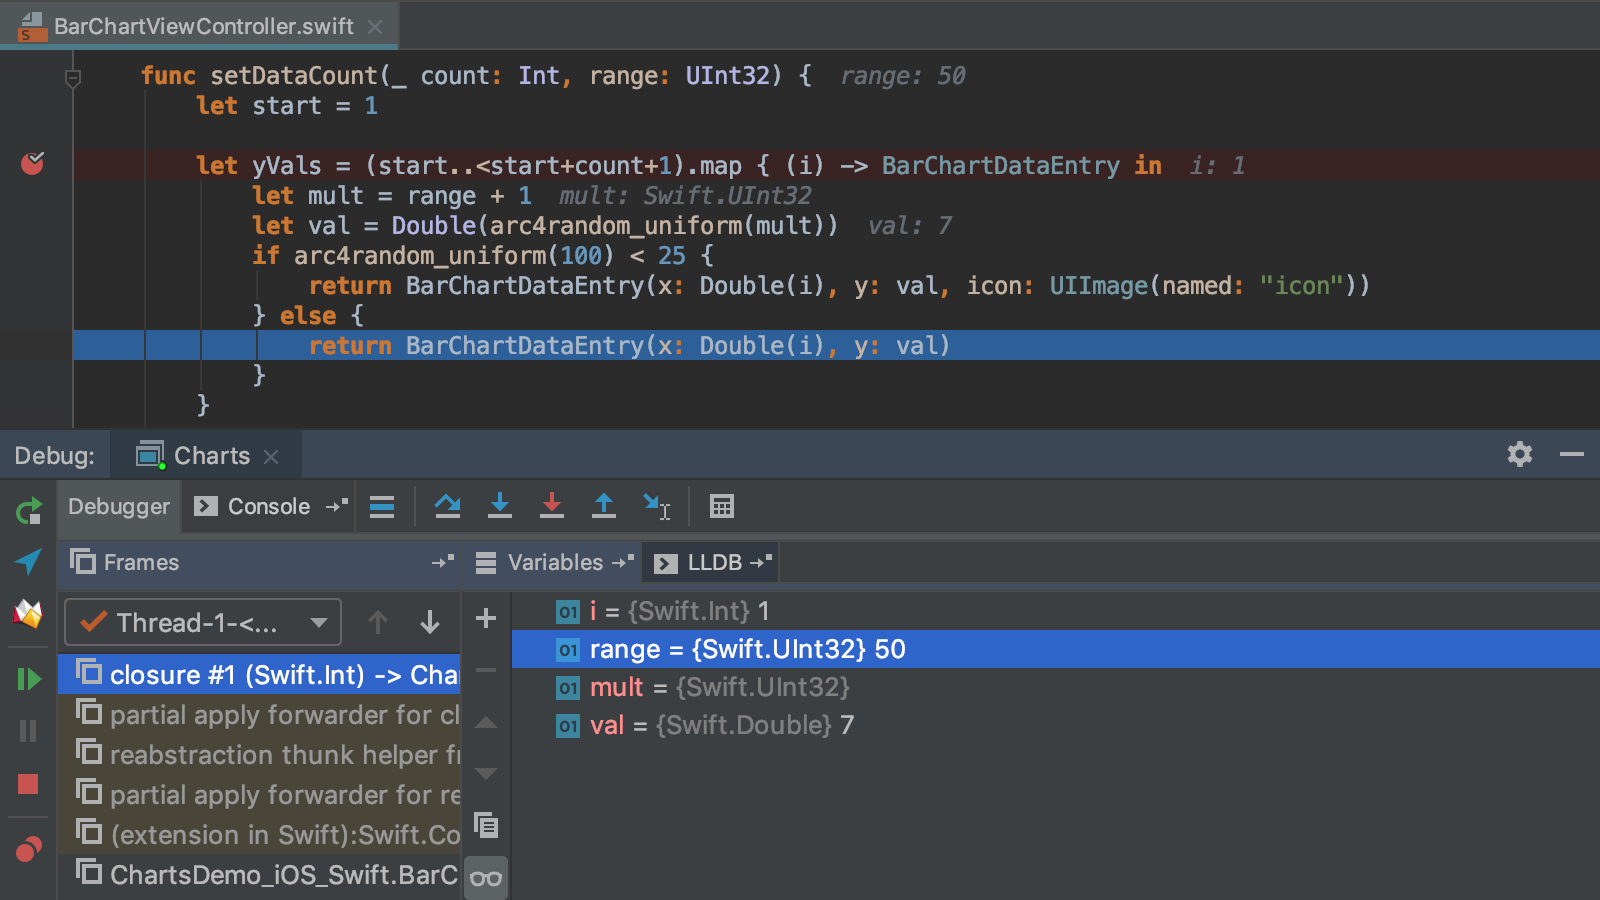 BarChartViewController.swift
func setDataCount(_ count: Int, range: UInt32) {  range: 50
let start = 1
let yVals = (start..<start+count+1).map { (i) -> BarChartDataEntry in  i: 1
let mult = range + 1  mult: Swift.UInt32
let val = Double(arc4random_uniform(mult))  val: 7
if arc4random_uniform(100) < 25 {
return BarChartDataEntry(x: Double(i), y: val, icon: UIImage(named: "icon"))
} else {
return BarChartDataEntry(x: Double(i), y: val)
}
}
Debug: Charts
Debugger Console
Frames Variables LLDB
Thread-1-<...
closure #1 (Swift.Int) -> Cha
partial apply forwarder for cl
reabstraction thunk helper fr
partial apply forwarder for re
(extension in Swift):Swift.Co
ChartsDemo_iOS_Swift.BarC
01 i = {Swift.Int} 1
01 range = {Swift.UInt32} 50
01 mult = {Swift.UInt32}
01 val = {Swift.Double} 7